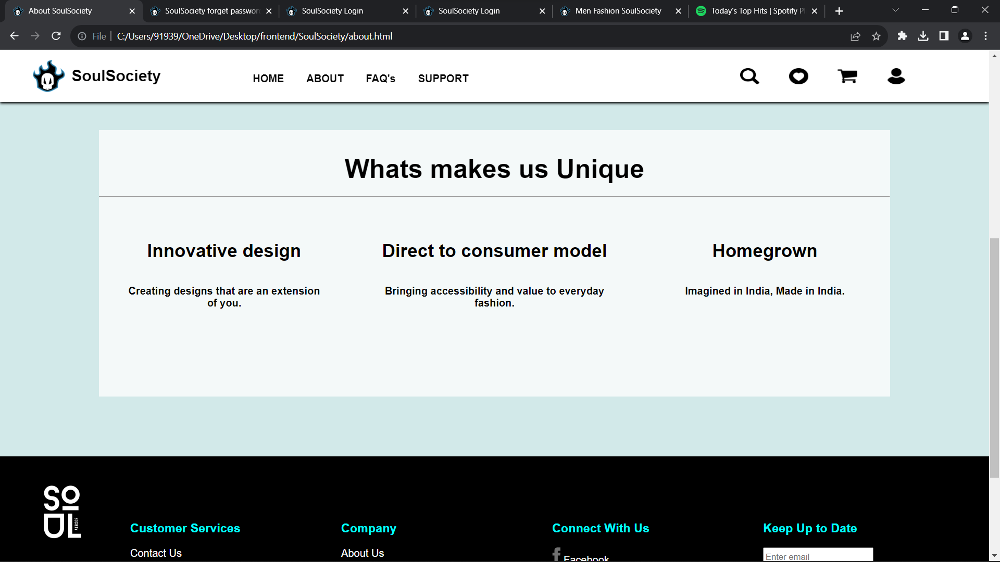 About SoulSociety
SoulSociety forget passwor
SoulSociety Login
SoulSociety Login
Men Fashion SoulSociety
Today's Top Hits | Spotify Pl
File
C:/Users/91939/OneDrive/Desktop/frontend/SoulSociety/about.html
SoulSociety
HOME
ABOUT
FAQ's
SUPPORT
Whats makes us Unique
Innovative design
Creating designs that are an extension
of you.
Direct to consumer model
Bringing accessibility and value to everyday
fashion.
Homegrown
Imagined in India, Made in India.
SOUL
SOCIETY
Customer Services
Contact Us
Company
About Us
Connect With Us
Facebook
Keep Up to Date
Enter email